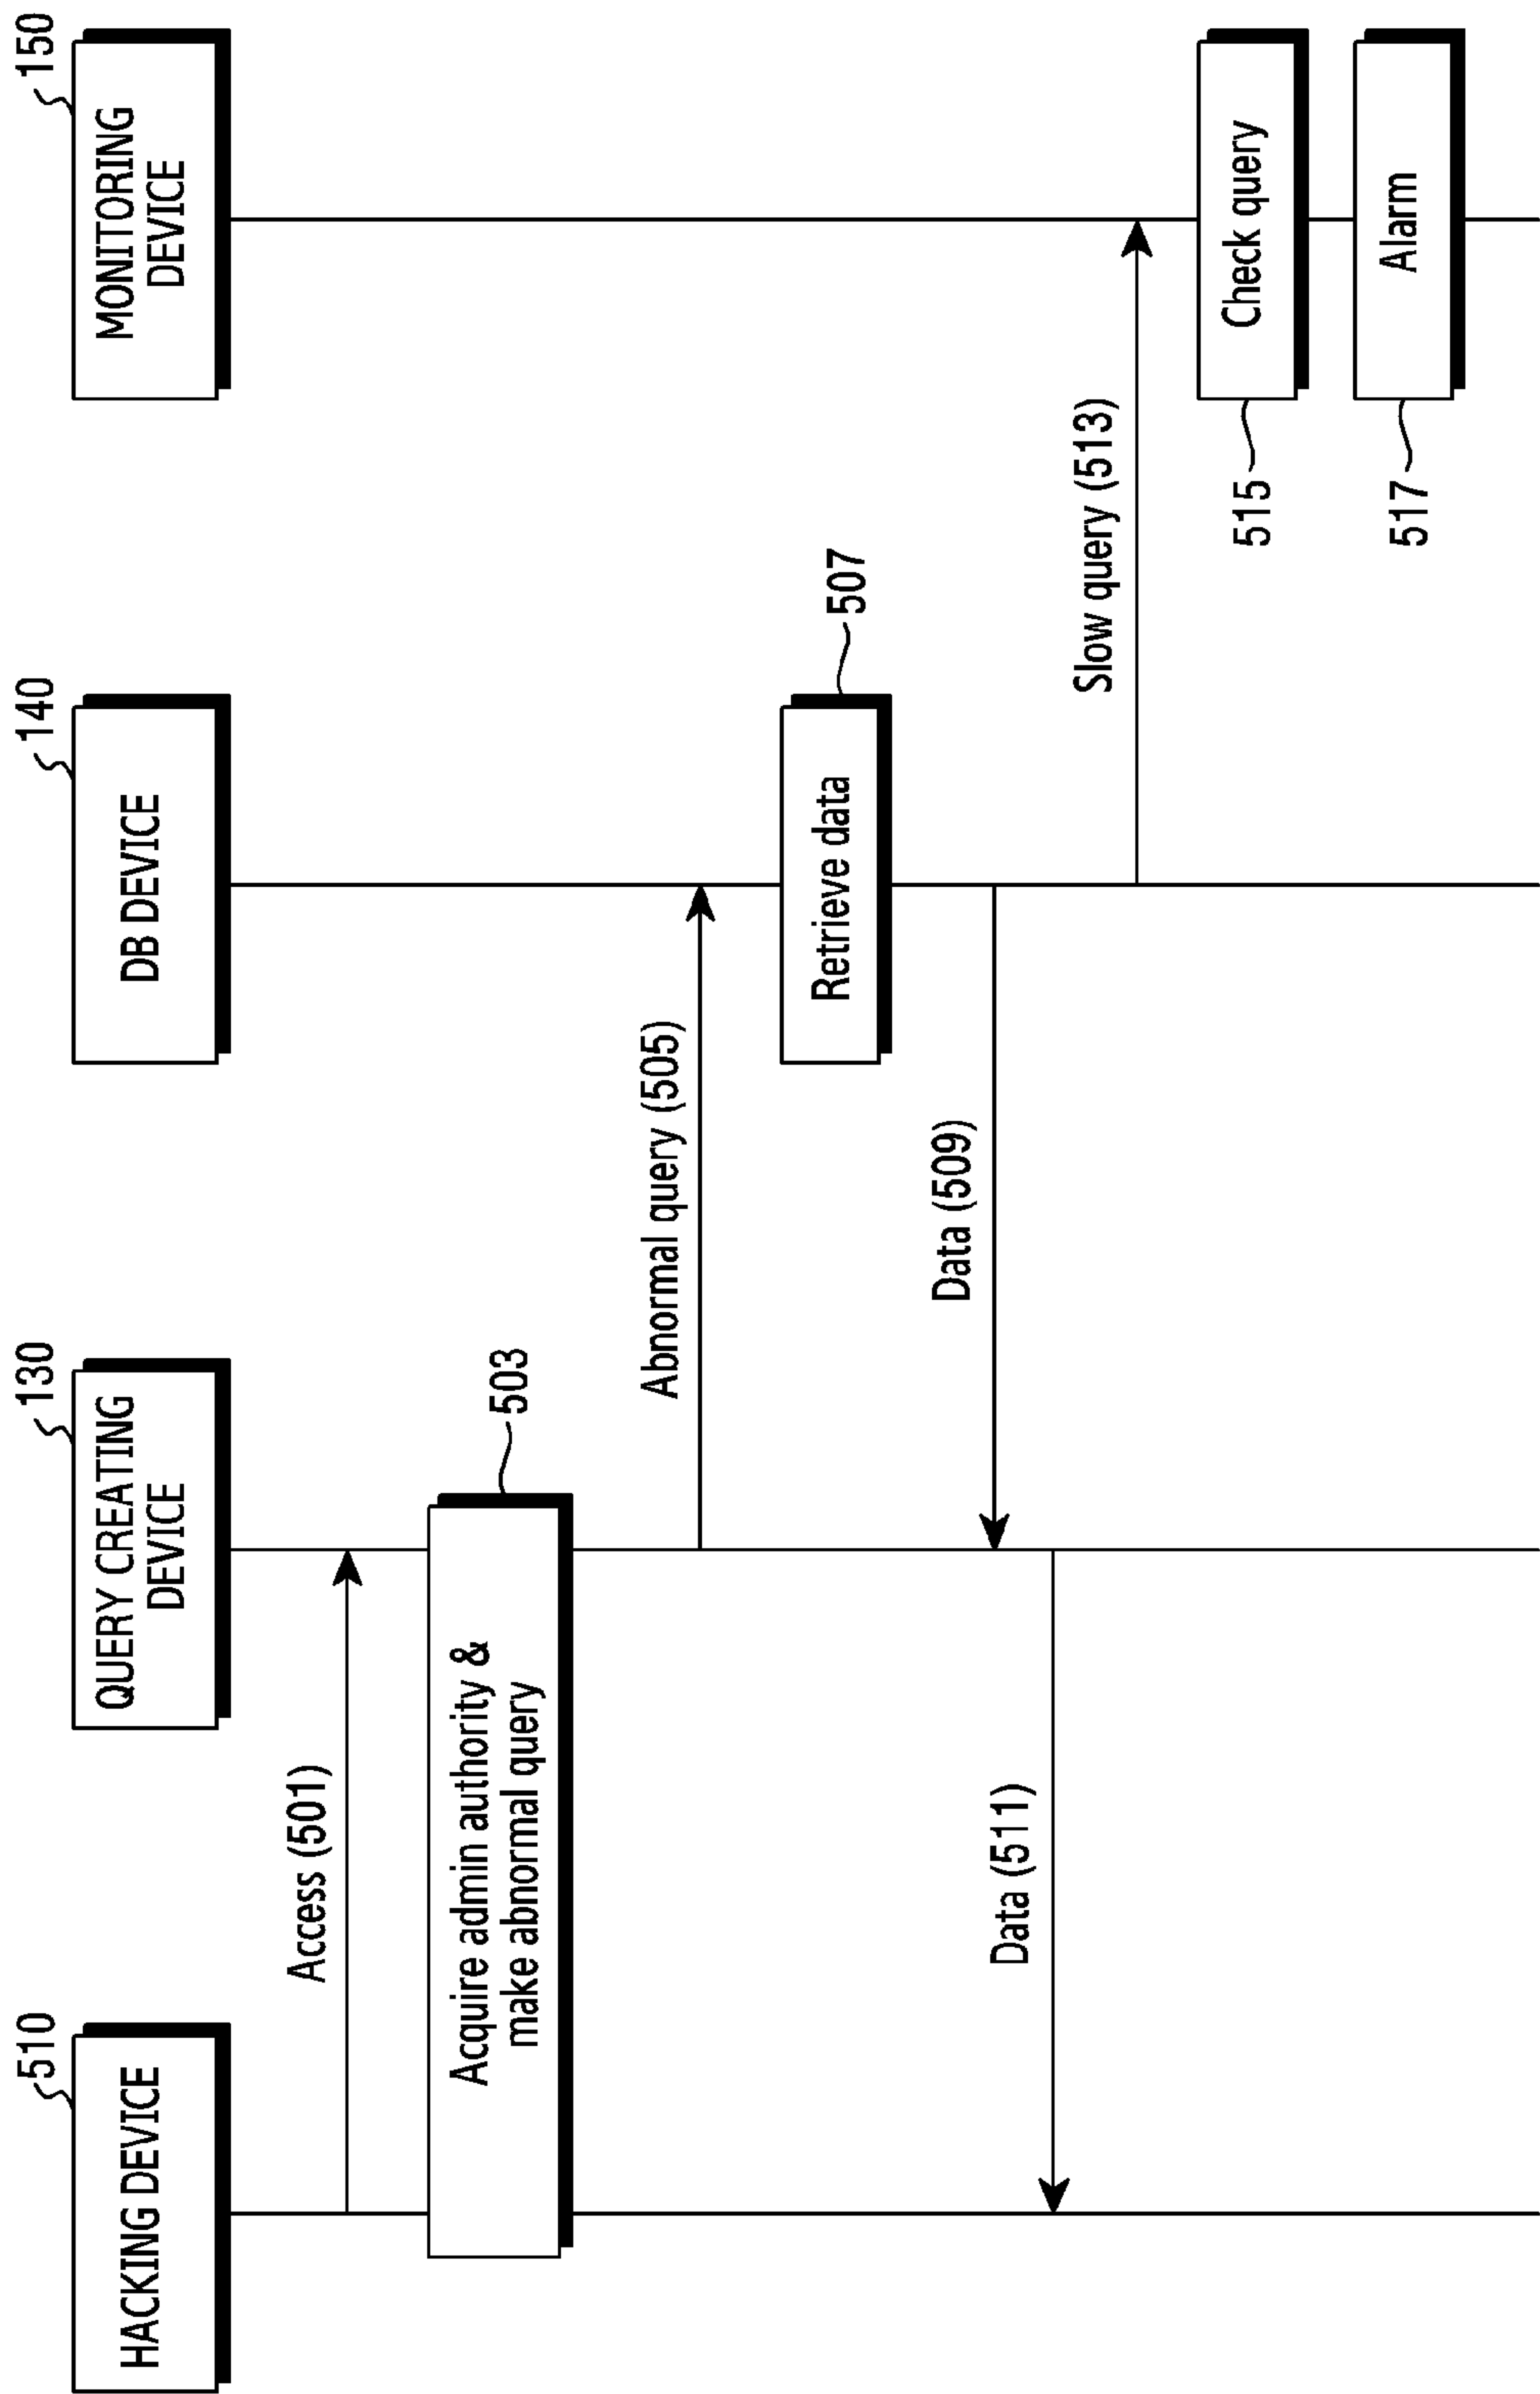 510
HACKING DEVICE
130
QUERY CREATING
DEVICE
140
DB DEVICE
150
MONITORING
DEVICE
Access (501)
Acquire admin authority &
make abnormal query
503
Abnormal query (505)
Retrieve data
507
Data (509)
Data (511)
Slow query (513)
Check query
515
Alarm
517